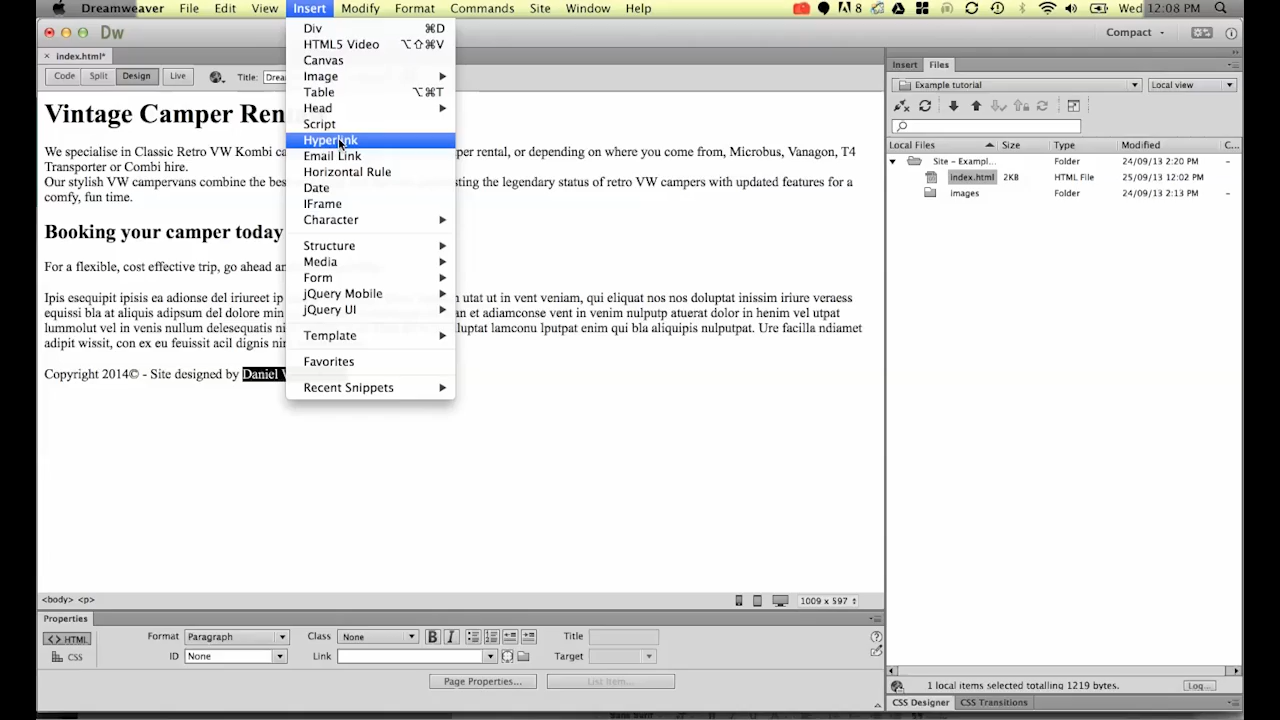 Dreamweaver File Edit View Insert Modify Format Commands Site Window Help 8 Wed 12:08 PM
Dw Compact
index.html*
Code Split Design Live Title: Drea
Vintage Camper Ren
We specialise in Classic Retro VW Kombi ca per rental, or depending on where you come from, Microbus, Vanagon, T4
Transporter or Combi hire.
Our stylish VW campervans combine the bes ting the legendary status of retro VW campers with updated features for a
comfy, fun time.
Booking your camper today
For a flexible, cost effective trip, go ahead an
Ipis esequipit ipisis ea adionse del iriureet ip utat ut in vent veniam, qui eliquat nos nos doluptat inissim iriure veraess
equissi bla at aliquis adipsum del dolore min an et adiamconse vent in venim nulputp atuerat dolor in henim vel utpat
lummolut vel in venis nullum delesequatis n luptat lamconu lputpat enim qui bla aliquipis nulputpat. Ure facilla ndiamet
adipit wissit, con ex eu feuissit acil dignis nir
Copyright 2014© - Site designed by Daniel
Div ⌘D
HTML5 Video ⌥⇧⌘V
Canvas
Image
Table ⌥⌘T
Head
Script
Hyperlink
Email Link
Horizontal Rule
Date
IFrame
Character
Structure
Media
Form
jQuery Mobile
jQuery UI
Template
Favorites
Recent Snippets
Insert Files
Example tutorial Local view
Local Files Size Type Modified C...
Site - Exampl... Folder 24/09/13 2:20 PM -
index.html 2KB HTML File 25/09/13 12:02 PM
images Folder 24/09/13 2:13 PM -
<body> <p> 1009 x 597
Properties
<> HTML Format Paragraph Class None B I Title
CSS ID None Link Target
Page Properties... List Item...
1 local items selected totalling 1219 bytes. Log...
CSS Designer CSS Transitions